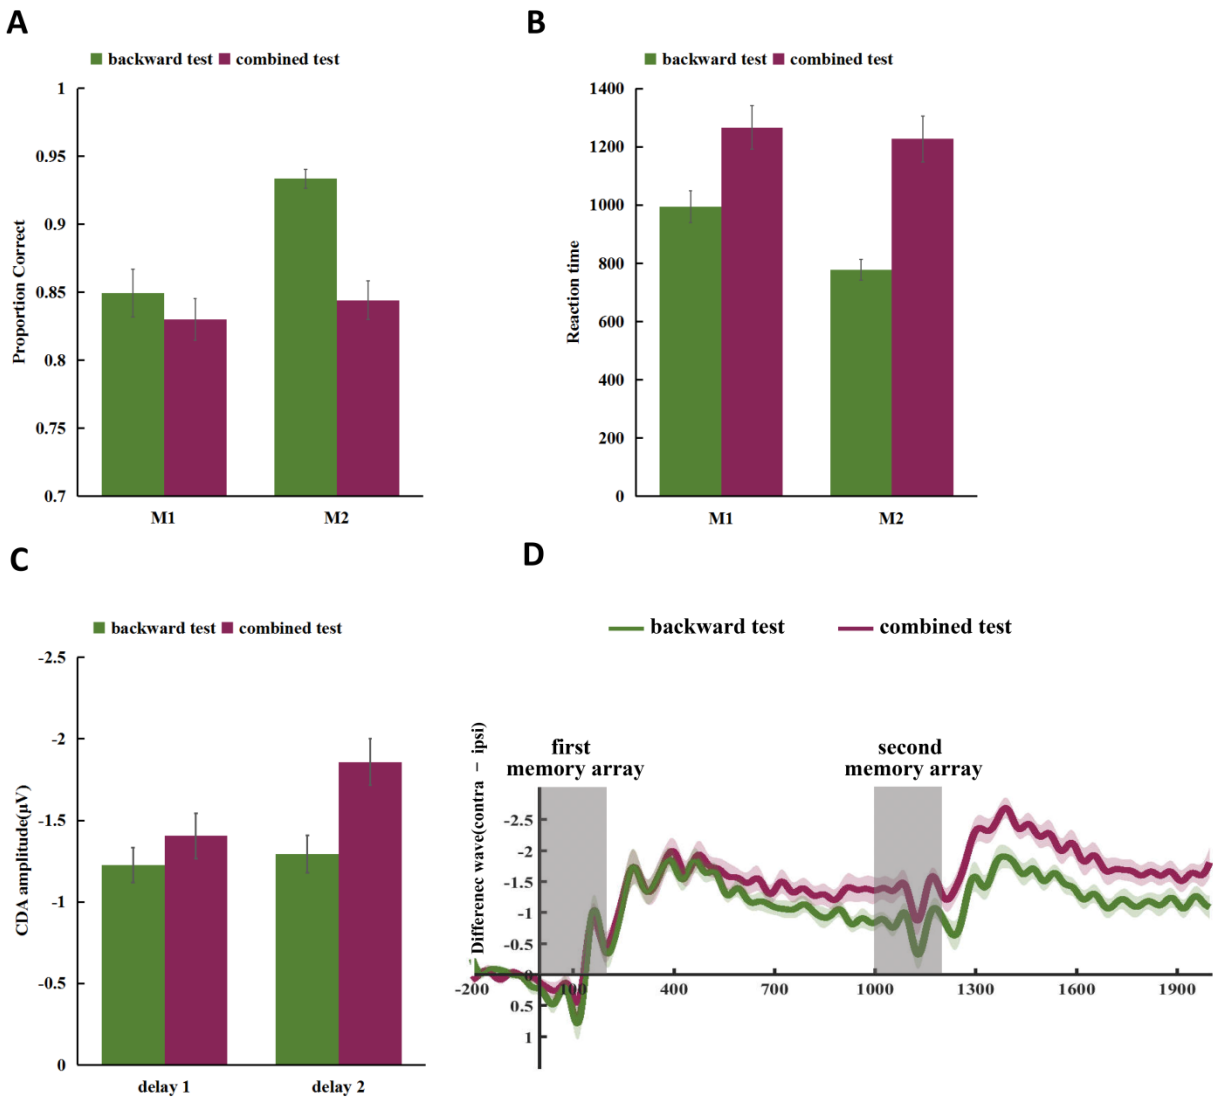 A
backward test combined test
1
0.95
0.9
0.85
0.8
0.75
0.7
Proportion Correct
M1 M2
B
backward test combined test
1400
1200
1000
800
600
400
200
0
Reaction time
M1 M2
C
backward test combined test
-2.5
-2
-1.5
-1
-0.5
0
CDA amplitude(μV)
delay 1 delay 2
D
backward test combined test
first
memory array
second
memory array
Differenec wave(contra - ipsi)
-2.5
-2
-1.5
-1
-0.5
0
0.5
1
-200 100 400 700 1000 1300 1600 1900